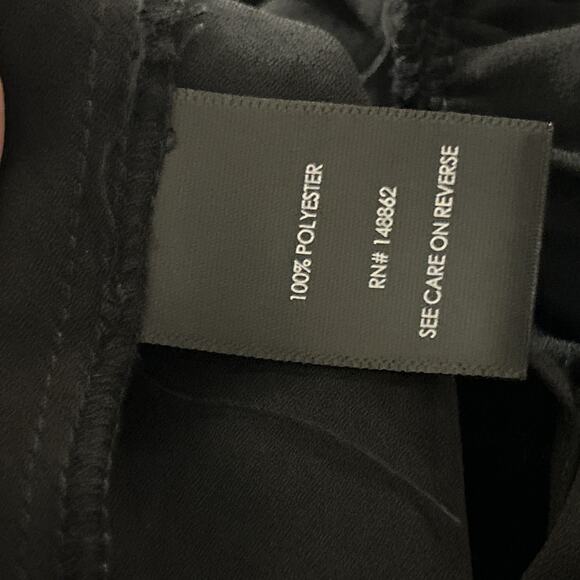 100% POLYESTER
RN# 148862
SEE CARE ON REVERSE